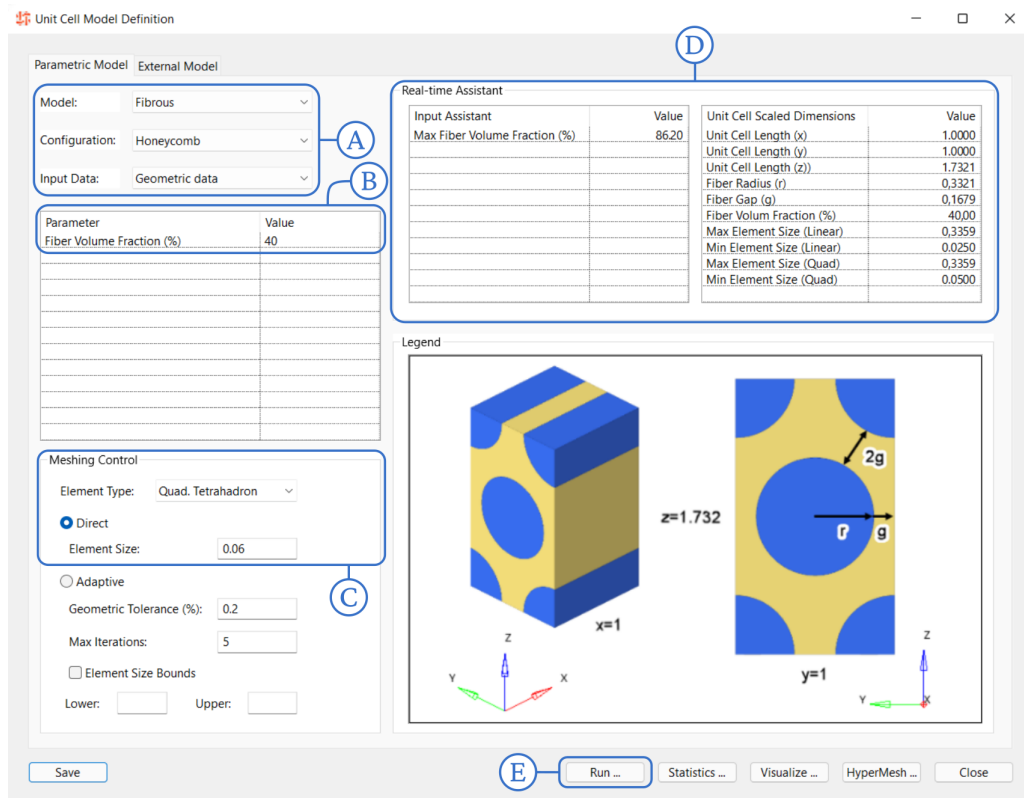 Unit Cell Model Definition
Parametric Model External Model
Model: Fibrous
Configuration: Honeycomb
Input Data: Geometric data
A
B
Parameter Value
Fiber Volume Fraction (%) 40
Meshing Control
Element Type: Quad. Tetrahadron
Direct
Element Size: 0.06
C
Adaptive
Geometric Tolerance (%): 0.2
Max Iterations: 5
Element Size Bounds
Lower: Upper:
D
Real-time Assistant
Input Assistant Value
Max Fiber Volume Fraction (%) 86.20
Unit Cell Scaled Dimensions Value
Unit Cell Length (x) 1.0000
Unit Cell Length (y) 1.0000
Unit Cell Length (z)) 1.7321
Fiber Radius (r) 0,3321
Fiber Gap (g) 0,1679
Fiber Volum Fraction (%) 40,00
Max Element Size (Linear) 0,3359
Min Element Size (Linear) 0.0250
Max Element Size (Quad) 0,3359
Min Element Size (Quad) 0.0500
Legend
2g
z=1.732
r g
x=1
y=1
Z
Y X
Z
Y X
Save
E
Run ... Statistics ... Visualize ... HyperMesh ... Close